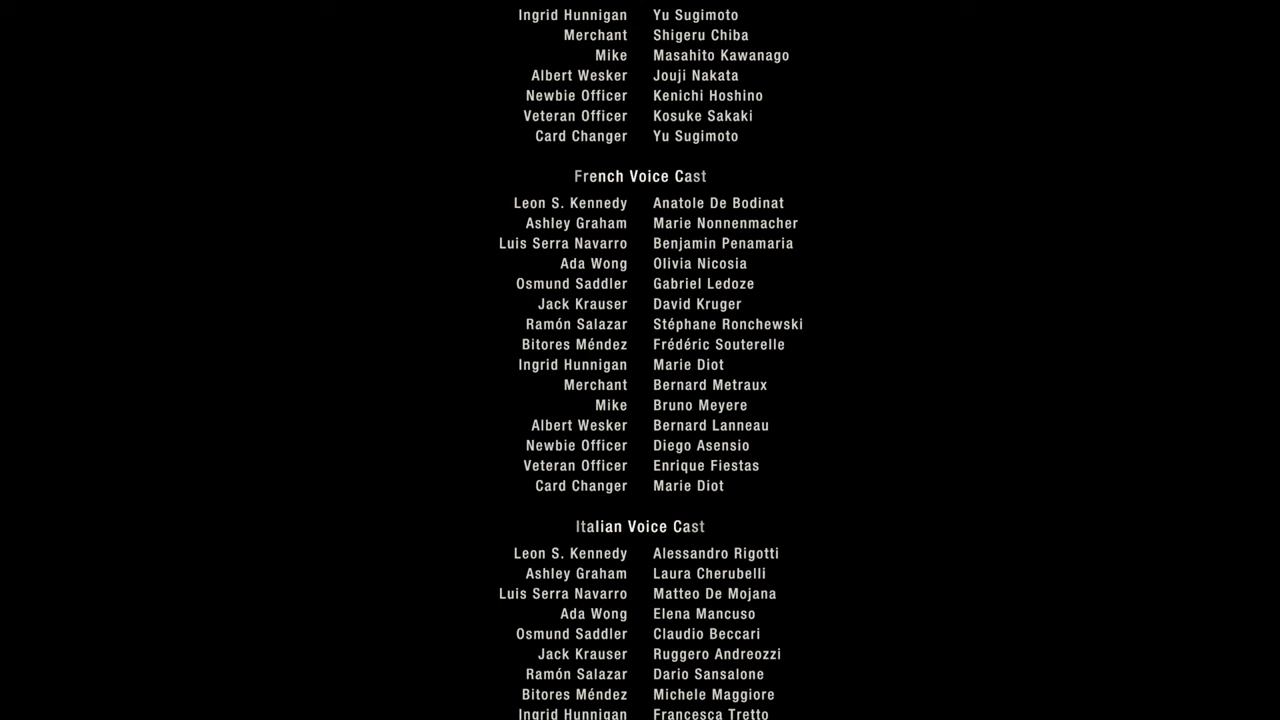 Ingrid Hunnigan Yu Sugimoto
Merchant Shigeru Chiba
Mike Masahito Kawanago
Albert Wesker Jouji Nakata
Newbie Officer Kenichi Hoshino
Veteran Officer Kosuke Sakaki
Card Changer Yu Sugimoto
French Voice Cast
Leon S. Kennedy Anatole De Bodinat
Ashley Graham Marie Nonnenmacher
Luis Serra Navarro Benjamin Penamaria
Ada Wong Olivia Nicosia
Osmund Saddler Gabriel Ledoze
Jack Krauser David Kruger
Ramón Salazar Stéphane Ronchewski
Bitores Méndez Frédéric Souterelle
Ingrid Hunnigan Marie Diot
Merchant Bernard Metraux
Mike Bruno Meyere
Albert Wesker Bernard Lanneau
Newbie Officer Diego Asensio
Veteran Officer Enrique Fiestas
Card Changer Marie Diot
Italian Voice Cast
Leon S. Kennedy Alessandro Rigotti
Ashley Graham Laura Cherubelli
Luis Serra Navarro Matteo De Mojana
Ada Wong Elena Mancuso
Osmund Saddler Claudio Beccari
Jack Krauser Ruggero Andreozzi
Ramón Salazar Dario Sansalone
Bitores Méndez Michele Maggiore
Ingrid Hunnigan Francesca Tretto